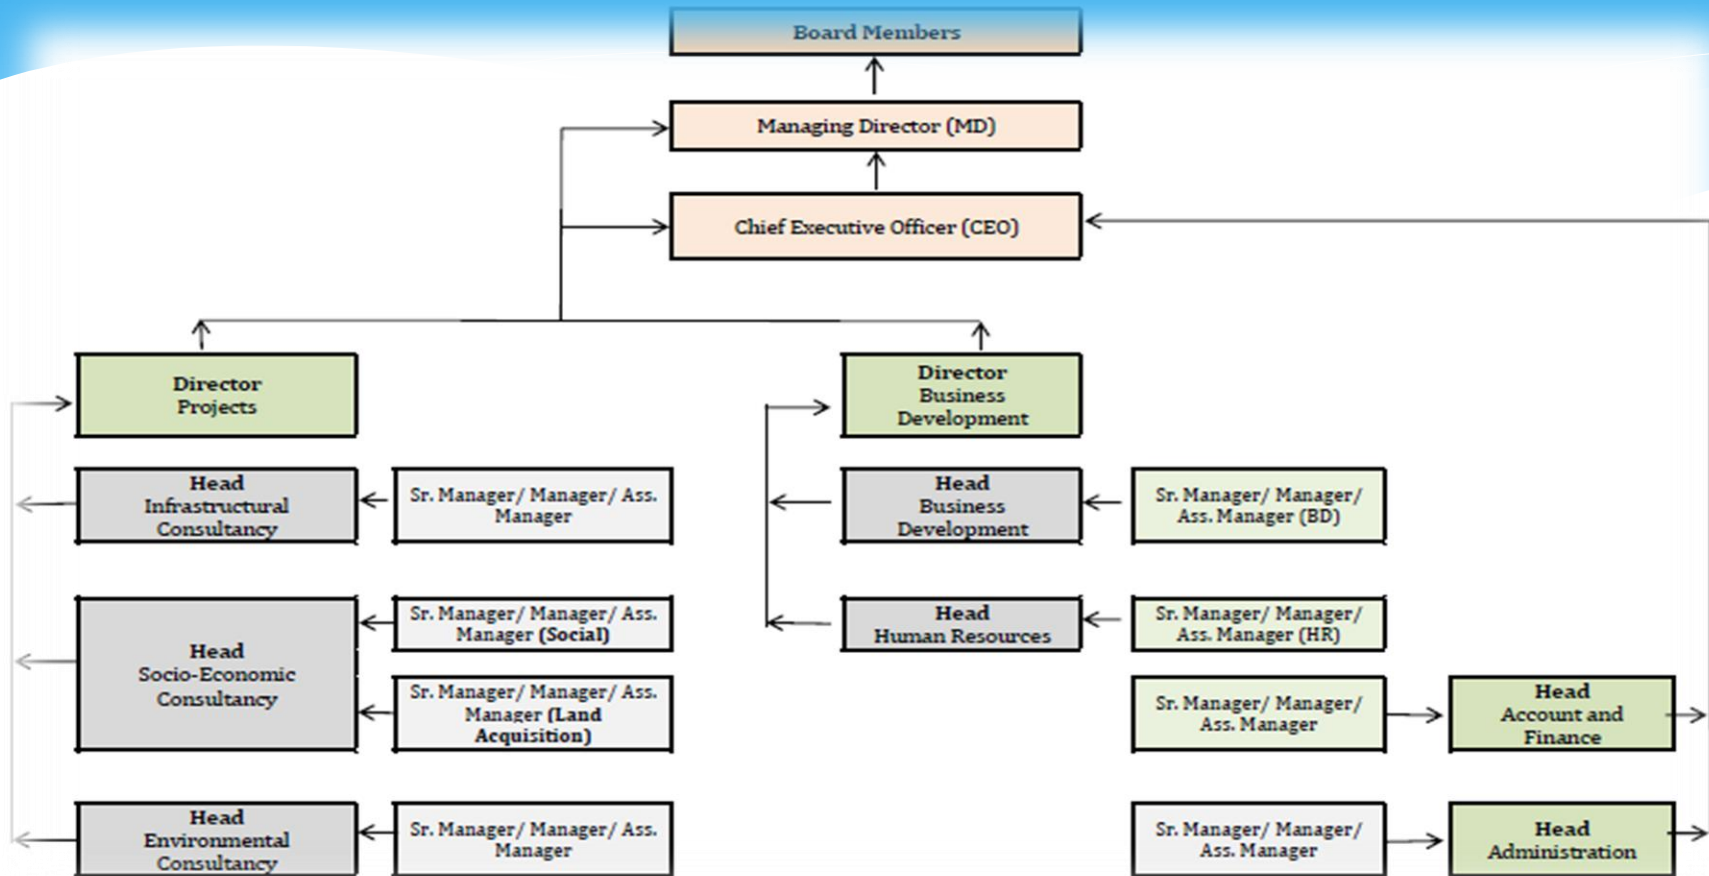 Board Members
Managing Director (MD)
Chief Executive Officer (CEO)
Director
Projects
Director
Business
Development
Head
Infrastructural
Consultancy
Sr. Manager/ Manager/ Ass.
Manager
Head
Business
Development
Sr. Manager/ Manager/
Ass. Manager (BD)
Head
Socio-Economic
Consultancy
Sr. Manager/ Manager/ Ass.
Manager (Social)
Sr. Manager/ Manager/ Ass.
Manager (Land
Acquisition)
Head
Human Resources
Sr. Manager/ Manager/
Ass. Manager (HR)
Sr. Manager/ Manager/
Ass. Manager
Head
Account and
Finance
Head
Environmental
Consultancy
Sr. Manager/ Manager/ Ass.
Manager
Sr. Manager/ Manager/
Ass. Manager
Head
Administration